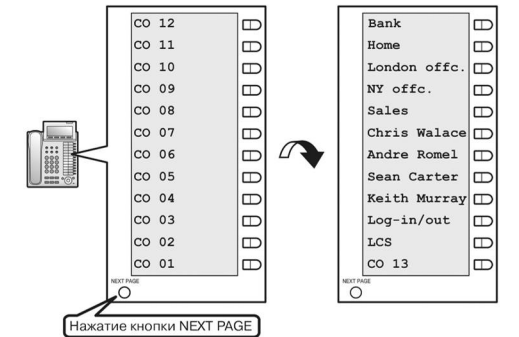 CO 12
CO 11
CO 10
CO 09
CO 08
CO 07
CO 06
CO 05
CO 04
CO 03
CO 02
CO 01
NEXT PAGE
Нажатие кнопки NEXT PAGE
Bank
Home
London offc.
NY offc.
Sales
Chris Walace
Andre Romel
Sean Carter
Keith Murray
Log-in/out
LCS
CO 13
NEXT PAGE